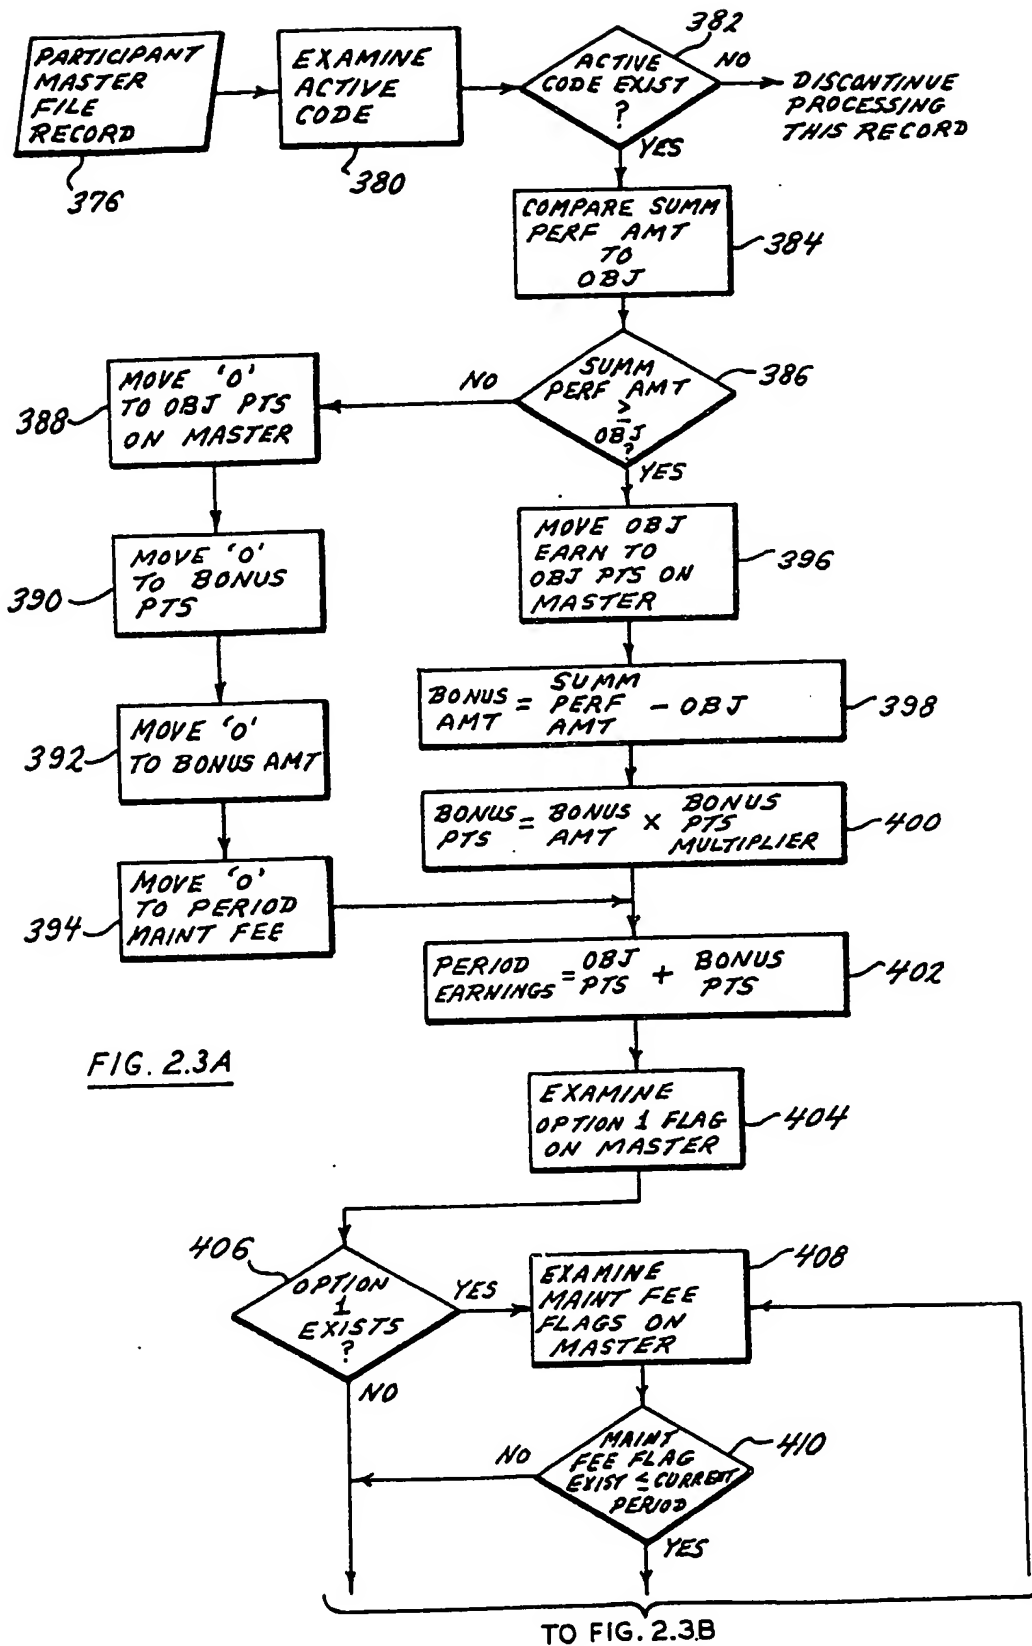 PARTICIPANT
MASTER
FILE
RECORD
376
EXAMINE
ACTIVE
CODE
380
382
ACTIVE
CODE EXIST
?
NO
DISCONTINUE
PROCESSING
THIS RECORD
YES
COMPARE SUMM
PERF AMT
TO
OBJ
384
SUMM
PERF AMT
≥
OBJ
?
386
NO
YES
MOVE 'O'
TO OBJ PTS
ON MASTER
388
MOVE 'O'
TO BONUS
PTS
390
MOVE 'O'
TO BONUS AMT
392
MOVE 'O'
TO PERIOD
MAINT FEE
394
MOVE OBJ
EARN TO
OBJ PTS ON
MASTER
396
BONUS AMT = SUMM PERF AMT - OBJ
398
BONUS PTS = BONUS AMT X BONUS PTS MULTIPLIER
400
PERIOD EARNINGS = OBJ PTS + BONUS PTS
402
FIG. 2.3A
EXAMINE
OPTION 1 FLAG
ON MASTER
404
406
OPTION
1
EXISTS
?
YES
NO
EXAMINE
MAINT FEE
FLAGS ON
MASTER
408
MAINT
FEE FLAG
EXIST ≤ CURRENT
PERIOD
410
NO
YES
TO FIG. 2.3B